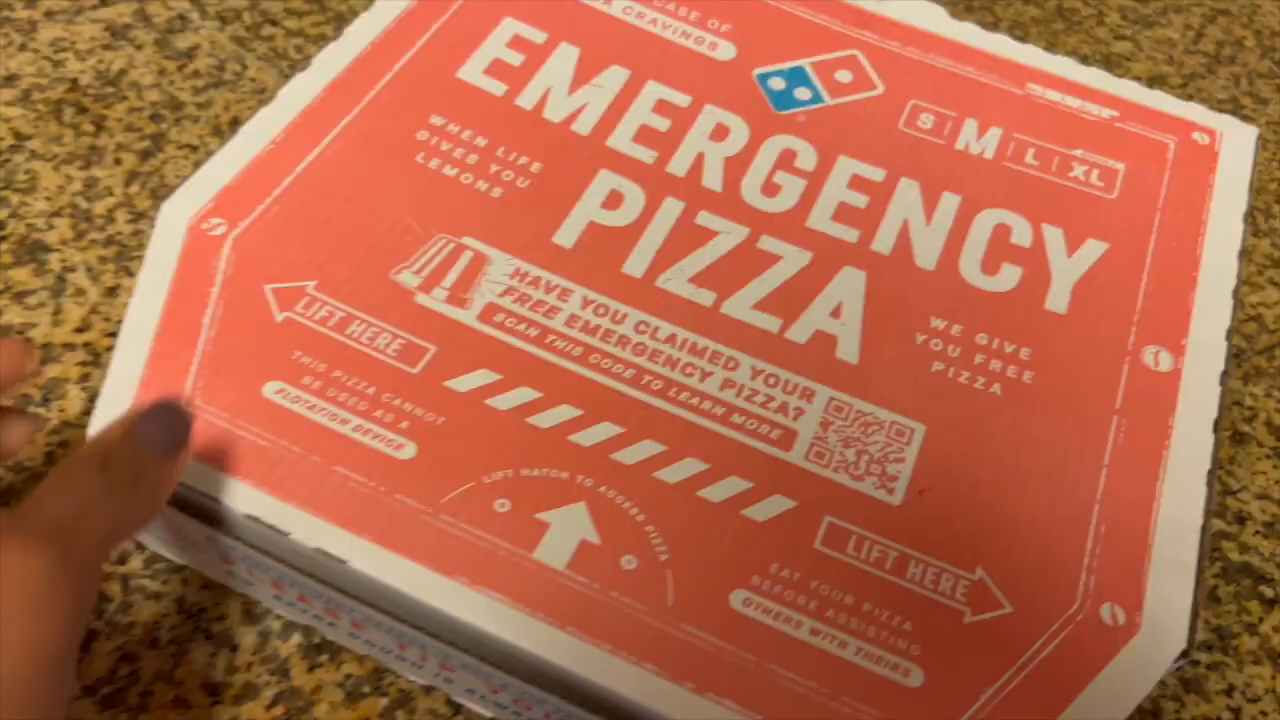 CASE OF
CRAVINGS
EMERGENCY
PIZZA
S M L XL
WHEN LIFE
GIVES YOU
LEMONS
WE GIVE
YOU FREE
PIZZA
HAVE YOU CLAIMED YOUR
FREE EMERGENCY PIZZA?
SCAN THIS CODE TO LEARN MORE
LIFT HERE
THIS PIZZA CANNOT
BE USED AS A
FLOTATION DEVICE
LIFT HATCH TO ACCESS PIZZA
LIFT HERE
EAT YOUR PIZZA
BEFORE ASSISTING
OTHERS WITH THEIRS